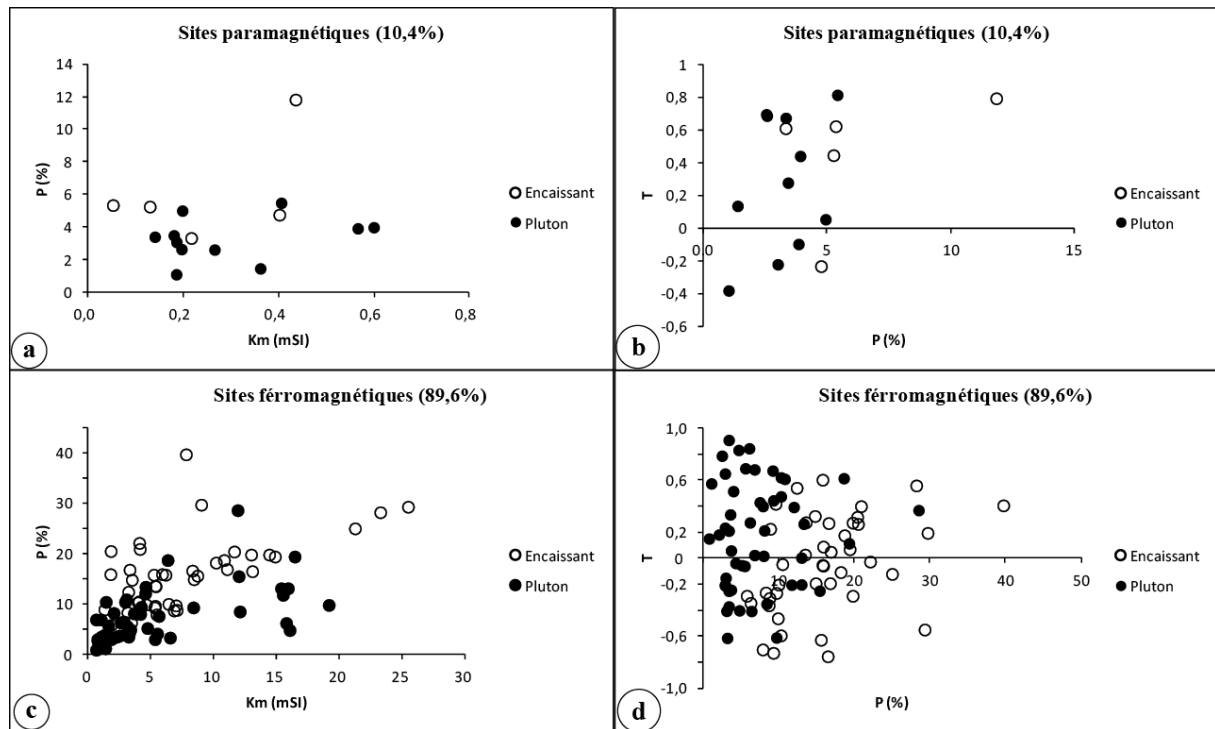 Sites paramagnétiques (10,4%)
14
12
10
8
6
4
2
0
P (%)
0,0
0,2
0,4
0,6
0,8
Km (mSI)
Encaissant
Pluton
a
Sites paramagnétiques (10,4%)
1
0,8
0,6
0,4
0,2
0
-0,2
-0,4
-0,6
T
0.0
5
10
15
P (%)
Encaissant
Pluton
b
Sites férromagnétiques (89,6%)
40
30
20
10
0
P (%)
0
5
10
15
20
25
30
Km (mSI)
Encaissant
Pluton
c
Sites férromagnétiques (89,6%)
1,0
0,6
0,2
-0,2
-0,6
-1,0
T
0
10
20
30
40
50
P (%)
Encaissant
Pluton
d